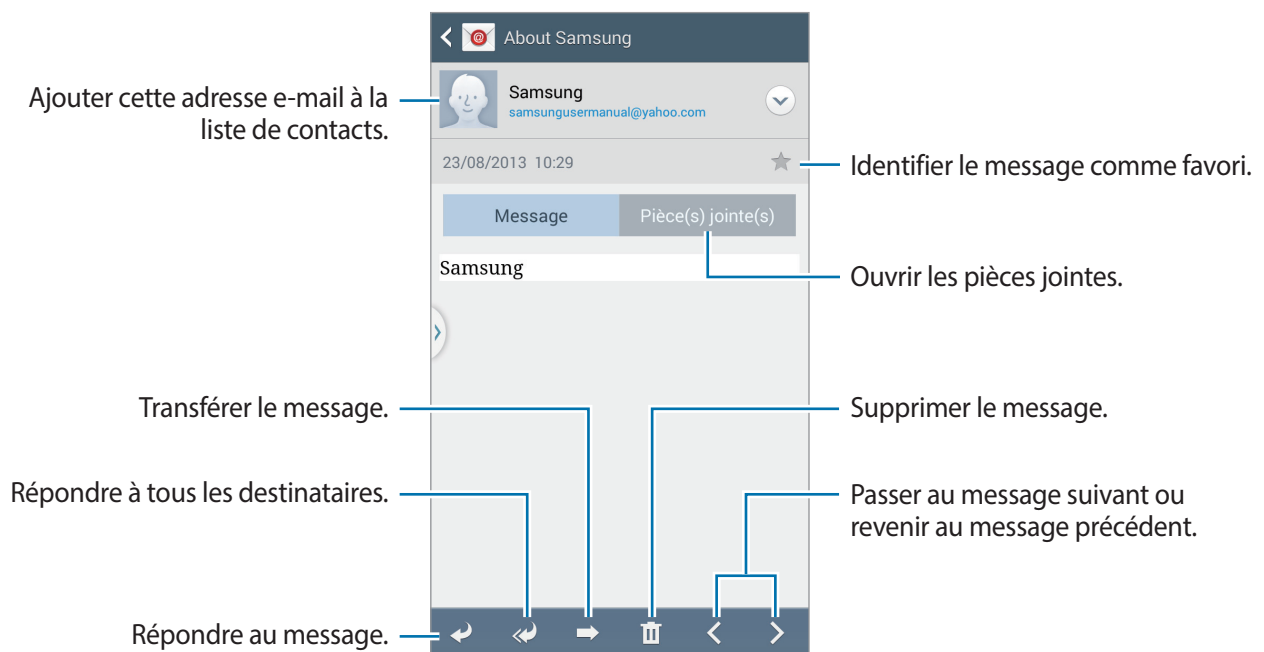 About Samsung
Ajouter cette adresse e-mail à la
liste de contacts.
Samsung
samsungusermanual@yahoo.com
23/08/2013 10:29
Identifier le message comme favori.
Message
Pièce(s) jointe(s)
Samsung
Ouvrir les pièces jointes.
Transférer le message.
Supprimer le message.
Répondre à tous les destinataires.
Passer au message suivant ou
revenir au message précédent.
Répondre au message.